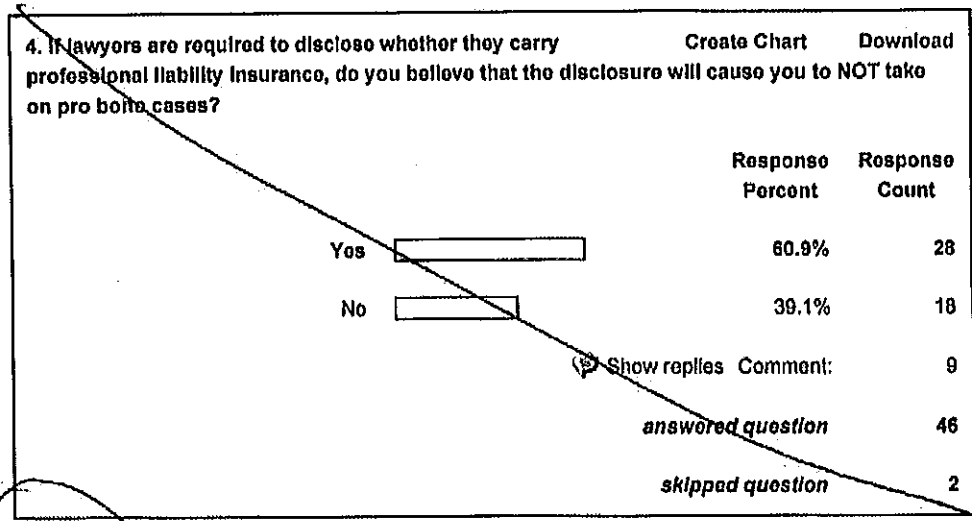 4. If lawyers are required to disclose whether they carry Create Chart Download
professional liability insurance, do you believe that the disclosure will cause you to NOT take
on pro bono cases?
Response Response
Percent Count
Yes 60.9% 28
No 39.1% 18
Show replies Comment: 9
answered question 46
skipped question 2